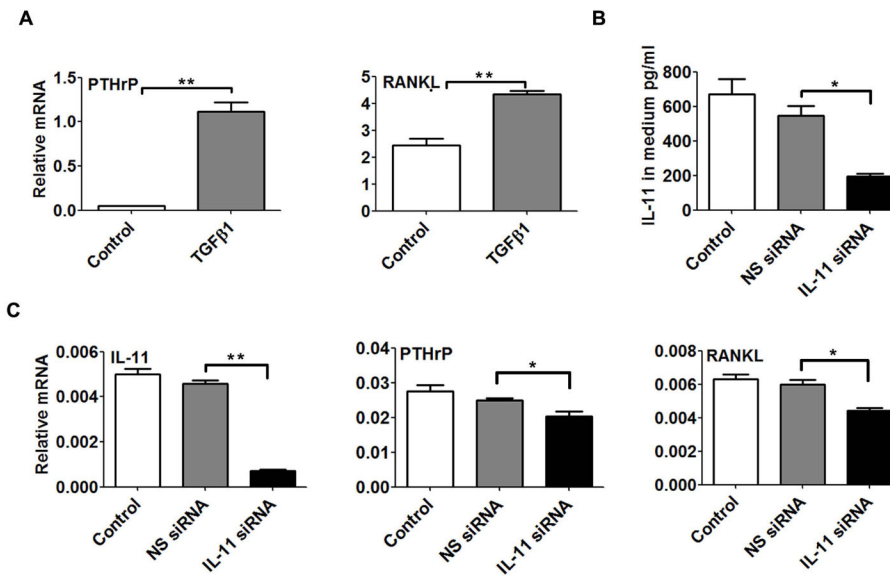 A
B
Relative mRNA
PTHrP
**
1.5
1.0
0.5
0.0
Control
TGFβ1
RANKL
**
5
4
3
2
1
0
Control
TGFβ1
IL-11 in medium pg/ml
*
800
600
400
200
0
Control
NS siRNA
IL-11 siRNA
C
Relative mRNA
IL-11
**
0.006
0.004
0.002
0.000
Control
NS siRNA
IL-11 siRNA
PTHrP
*
0.04
0.03
0.02
0.01
0.00
Control
NS siRNA
IL-11 siRNA
RANKL
*
0.008
0.006
0.004
0.002
0.000
Control
NS siRNA
IL-11 siRNA